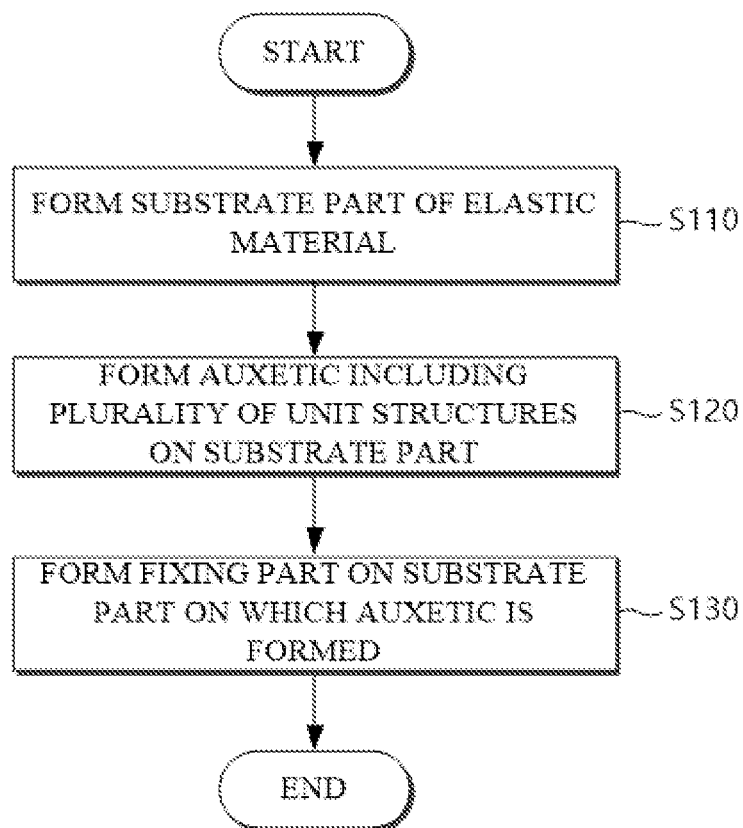 START
FORM SUBSTRATE PART OF ELASTIC
MATERIAL
S110
FORM AUXETIC INCLUDING
PLURALITY OF UNIT STRUCTURES
ON SUBSTRATE PART
S120
FORM FIXING PART ON SUBSTRATE
PART ON WHICH AUXETIC IS
FORMED
S130
END